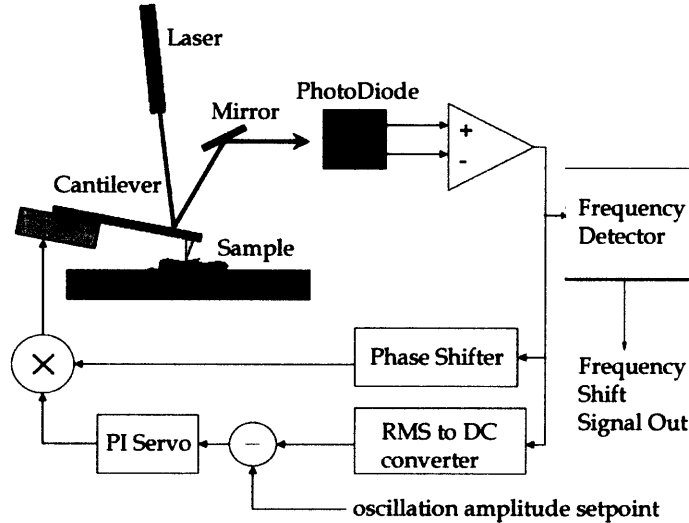 Laser
Mirror
PhotoDiode
+
-
Cantilever
Sample
Frequency
Detector
×
Phase Shifter
Frequency
Shift
Signal Out
PI Servo
−
RMS to DC
converter
oscillation amplitude setpoint